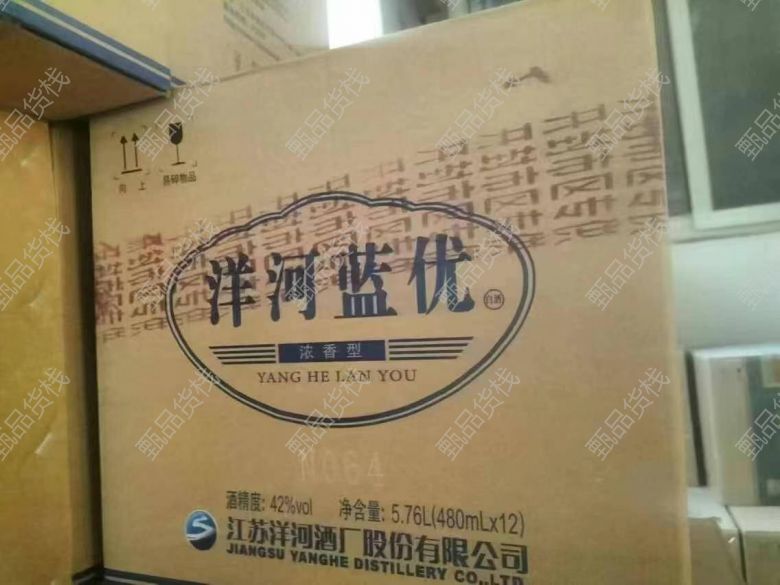 向 上
易碎物品
洋河蓝优
白酒
浓香型
YANG HE LAN YOU
N064
酒精度: 42%vol 净含量: 5.76L(480mLx12)
江苏洋河酒厂股份有限公司
JIANGSU YANGHE DISTILLERY CO.,LTD
甄品货栈